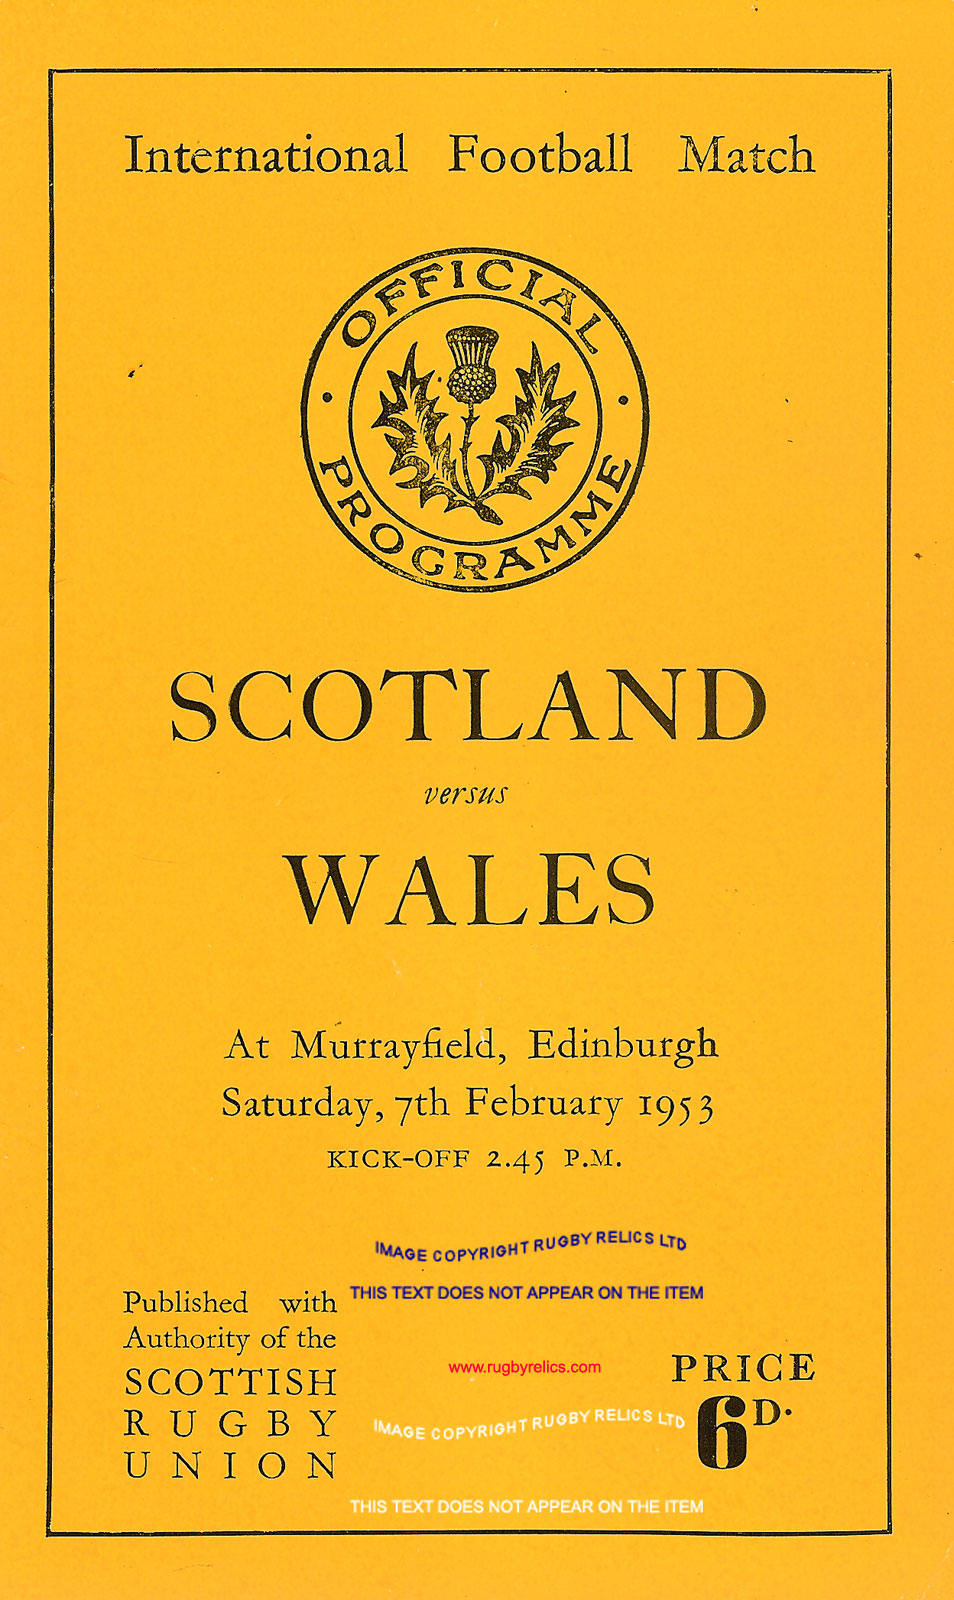 International Football Match
OFFICIAL
PROGRAMME
SCOTLAND
versus
WALES
At Murrayfield, Edinburgh
Saturday, 7th February 1953
KICK-OFF 2.45 P.M.
IMAGE COPYRIGHT RUGBY RELICS LTD
THIS TEXT DOES NOT APPEAR ON THE ITEM
Published with
Authority of the
SCOTTISH
RUGBY
UNION
www.rugbyrelics.com
PRICE
6D.
IMAGE COPYRIGHT RUGBY RELICS LTD
THIS TEXT DOES NOT APPEAR ON THE ITEM